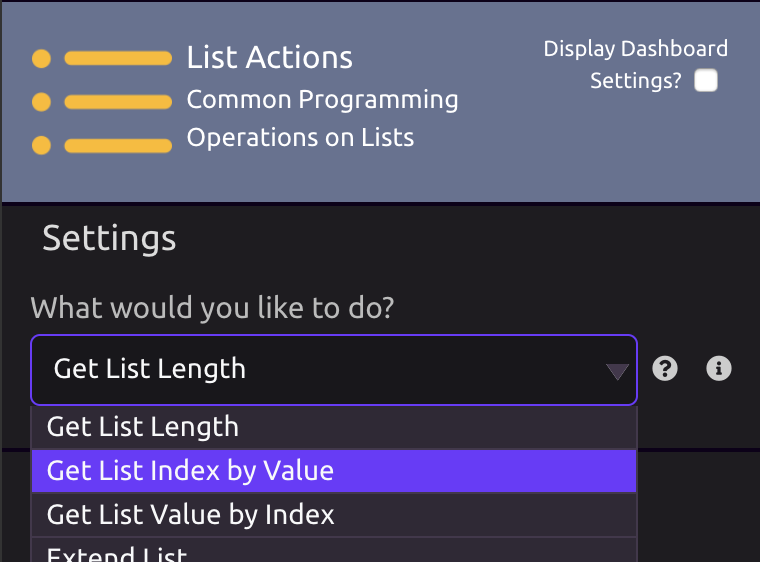 List Actions
Common Programming
Operations on Lists
Display Dashboard
Settings?
Settings
What would you like to do?
Get List Length
Get List Length
Get List Index by Value
Get List Value by Index
Extend List